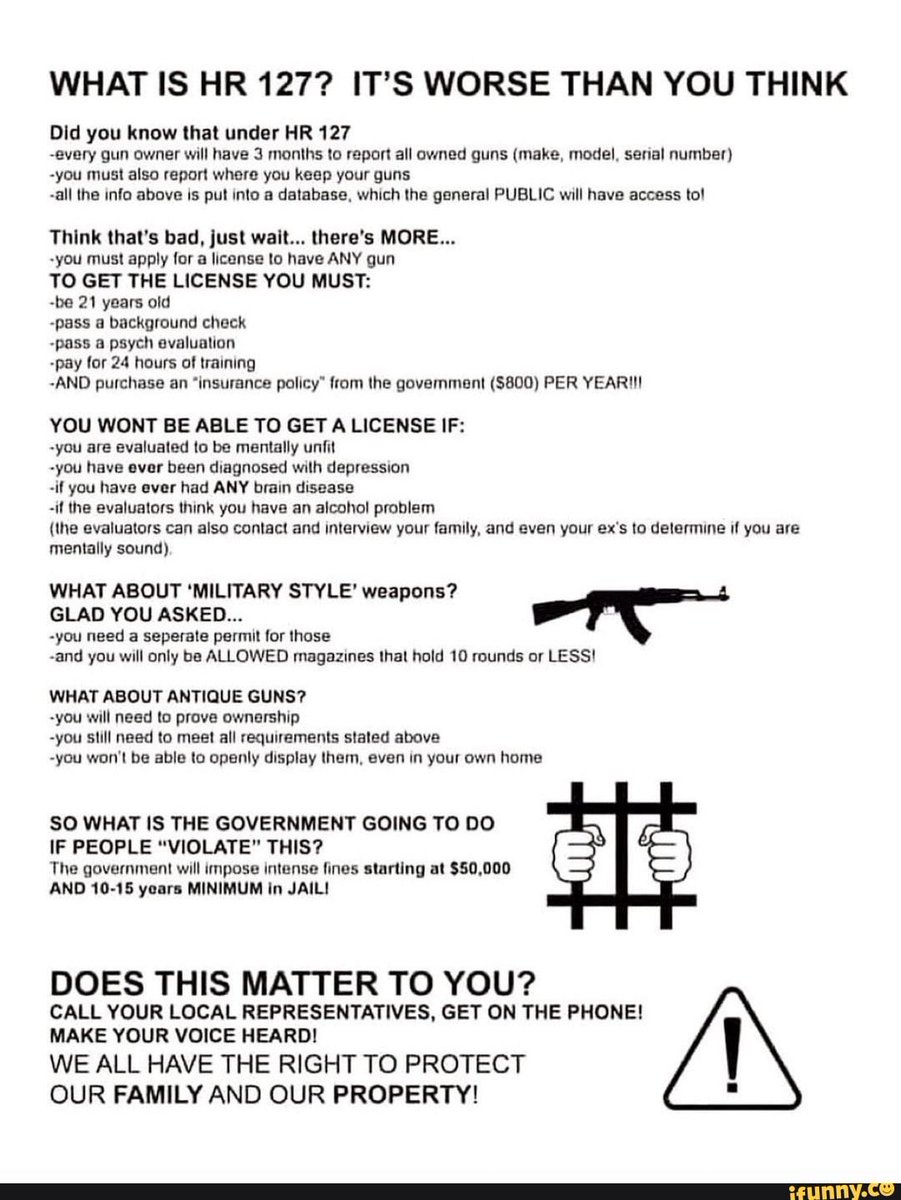 WHAT IS HR 127? IT'S WORSE THAN YOU THINK
Did you know that under HR 127
-every gun owner will have 3 months to report all owned guns (make, model, serial number)
-you must also report where you keep your guns
-all the info above is put into a database, which the general PUBLIC will have access to!
Think that's bad, just wait... there's MORE...
-you must apply for a license to have ANY gun
TO GET THE LICENSE YOU MUST:
-be 21 years old
-pass a background check
-pass a psych evaluation
-pay for 24 hours of training
-AND purchase an "insurance policy" from the government ($800) PER YEAR!!!
YOU WONT BE ABLE TO GET A LICENSE IF:
-you are evaluated to be mentally unfit
-you have ever been diagnosed with depression
-if you have ever had ANY brain disease
-if the evaluators think you have an alcohol problem
(the evaluators can also contact and interview your family, and even your ex's to determine if you are
mentally sound).
WHAT ABOUT 'MILITARY STYLE' weapons?
GLAD YOU ASKED...
-you need a seperate permit for those
-and you will only be ALLOWED magazines that hold 10 rounds or LESS!
WHAT ABOUT ANTIQUE GUNS?
-you will need to prove ownership
-you still need to meet all requirements stated above
-you won't be able to openly display them, even in your own home
SO WHAT IS THE GOVERNMENT GOING TO DO
IF PEOPLE "VIOLATE" THIS?
The government will impose intense fines starting at $50,000
AND 10-15 years MINIMUM in JAIL!
DOES THIS MATTER TO YOU?
CALL YOUR LOCAL REPRESENTATIVES, GET ON THE PHONE!
MAKE YOUR VOICE HEARD!
WE ALL HAVE THE RIGHT TO PROTECT
OUR FAMILY AND OUR PROPERTY!
ifunny.co